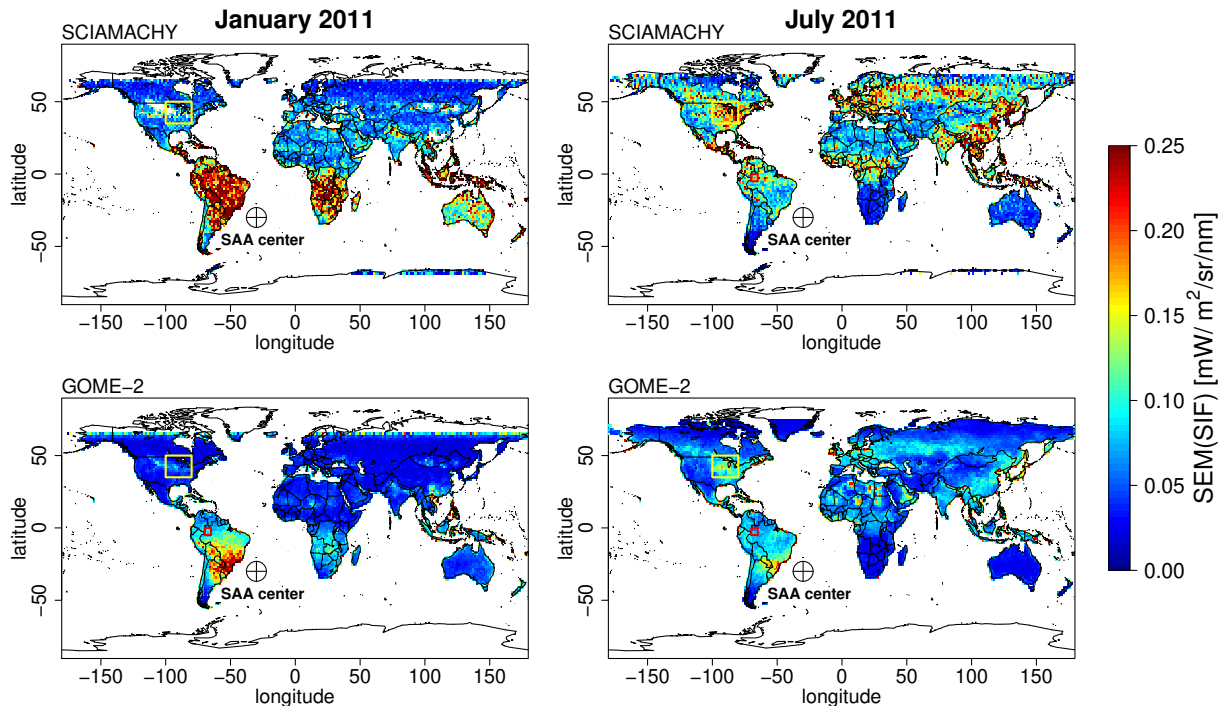 January 2011
July 2011
SCIAMACHY
latitude
50
0
−50
SAA center
−150 −100 −50 0 50 100 150
longitude
SCIAMACHY
latitude
50
0
−50
SAA center
−150 −100 −50 0 50 100 150
longitude
GOME−2
latitude
50
0
−50
SAA center
−150 −100 −50 0 50 100 150
longitude
GOME−2
latitude
50
0
−50
SAA center
−150 −100 −50 0 50 100 150
longitude
0.25
0.20
0.15
0.10
0.05
0.00
SEM(SIF) [mW/ m² /sr/nm]